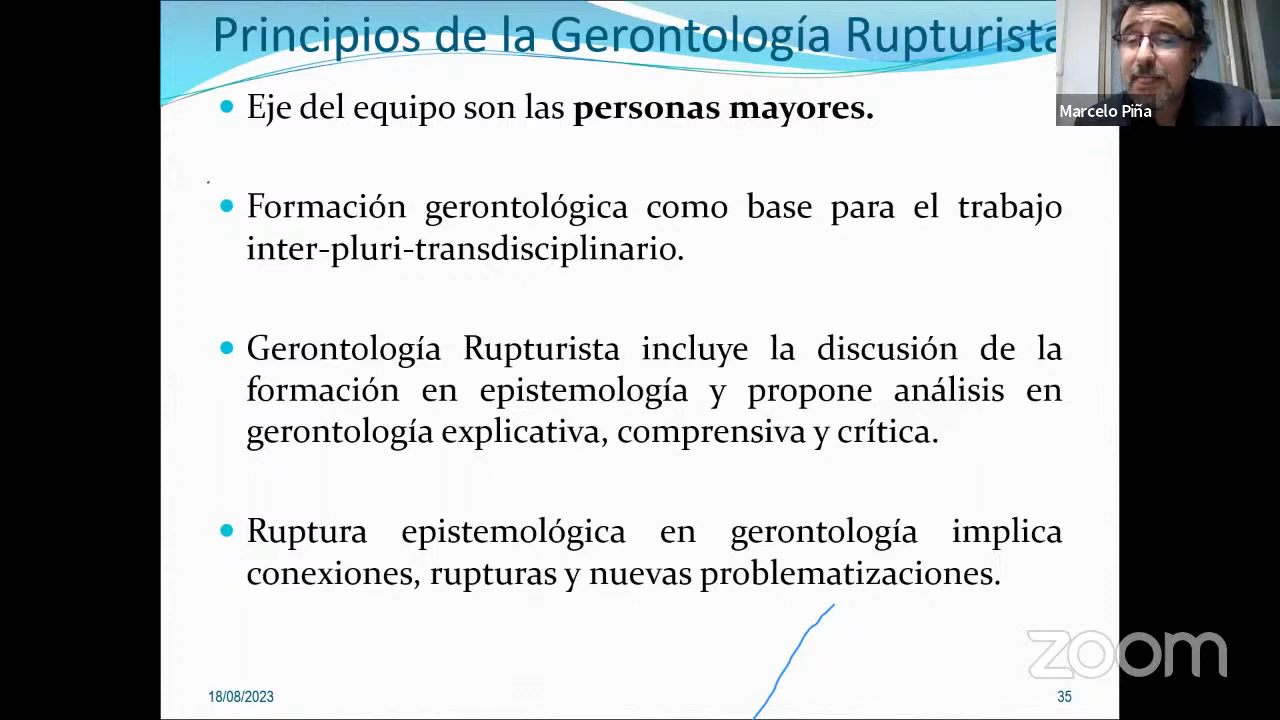 Principios de la Gerontología Rupturista
Marcelo Piña
• Eje del equipo son las personas mayores.
• Formación gerontológica como base para el trabajo
inter-pluri-transdisciplinario.
• Gerontología Rupturista incluye la discusión de la
formación en epistemología y propone análisis en
gerontología explicativa, comprensiva y crítica.
• Ruptura epistemológica en gerontología implica
conexiones, rupturas y nuevas problematizaciones.
zoom
18/08/2023
35